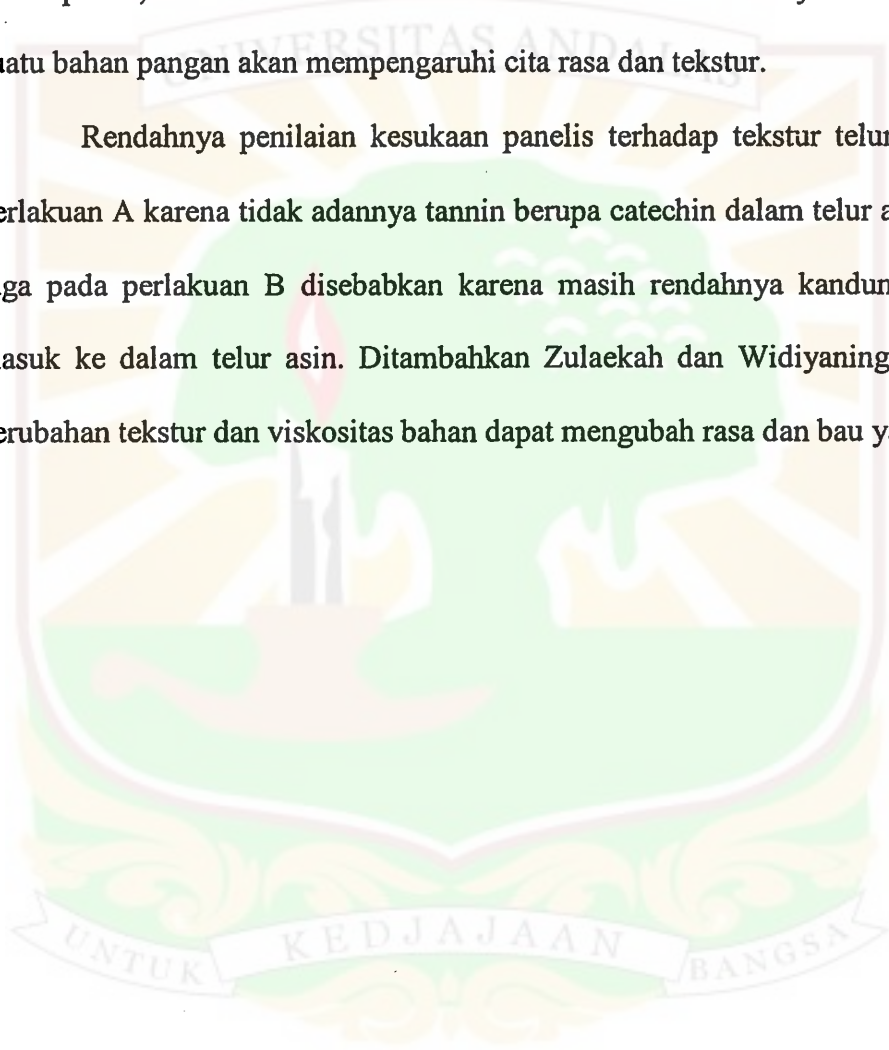 UNIVERSITAS ANDALAS
uatu bahan pangan akan mempengaruhi cita rasa dan tekstur.
Rendahnya penilaian kesukaan panelis terhadap tekstur telur
erlakuan A karena tidak adannya tannin berupa catechin dalam telur a
ga pada perlakuan B disebabkan karena masih rendahnya kandun
asuk ke dalam telur asin. Ditambahkan Zulaekah dan Widiyaning
erubahan tekstur dan viskositas bahan dapat mengubah rasa dan bau y
UNTUK KEDJAJAAN BANGSA